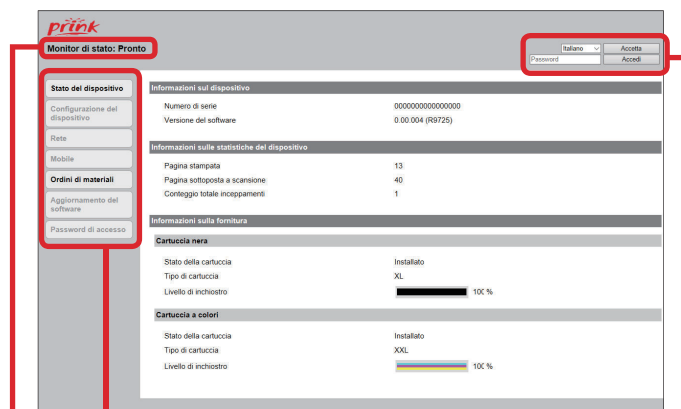 prink
Monitor di stato: Pronto
Italiano
Accetta
Password
Accedi
Stato del dispositivo
Configurazione del
dispositivo
Rete
Mobile
Ordini di materiali
Aggiornamento del
software
Password di accesso
Informazioni sul dispositivo
Numero di serie 0000000000000000
Versione del software 0.00.004 (R9725)
Informazioni sulle statistiche del dispositivo
Pagina stampata 13
Pagina sottoposta a scansione 40
Conteggio totale inceppamenti 1
Informazioni sulla fornitura
Cartuccia nera
Stato della cartuccia Installato
Tipo di cartuccia XL
Livello di inchiostro 100 %
Cartuccia a colori
Stato della cartuccia Installato
Tipo di cartuccia XXL
Livello di inchiostro 100 %